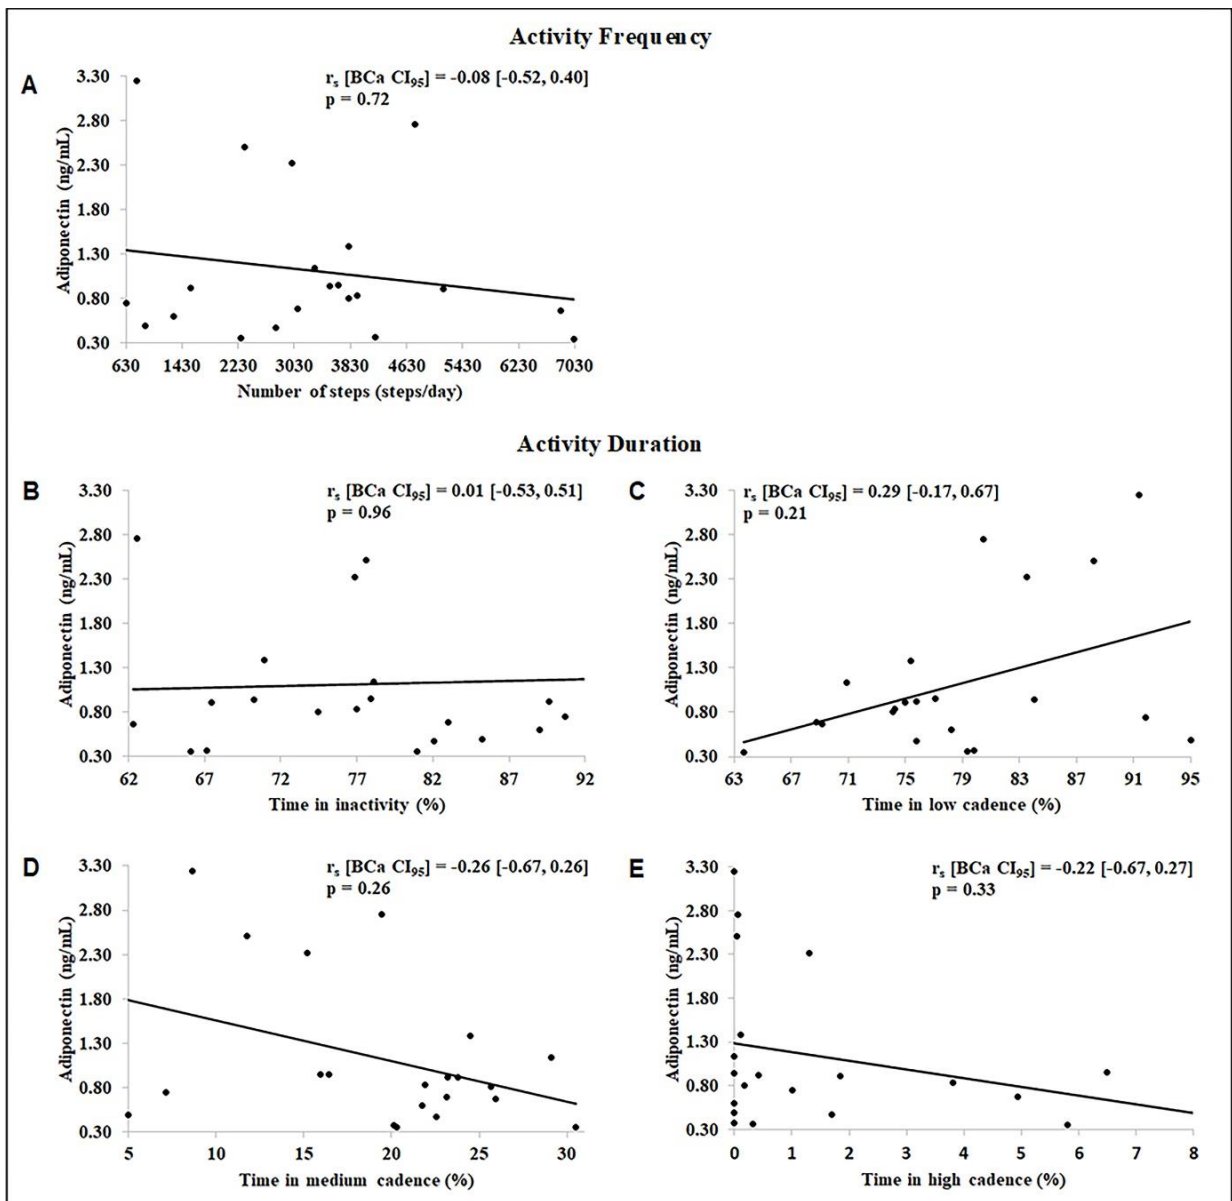 Activity Frequency
A
r_s [BCa CI_95] = -0.08 [-0.52, 0.40]
p = 0.72
Adiponectin (ng/mL)
3.30
2.80
2.30
1.80
1.30
0.80
0.30
630 1430 2230 3030 3830 4630 5430 6230 7030
Number of steps (steps/day)
Activity Duration
B
r_s [BCa CI_95] = 0.01 [-0.53, 0.51]
p = 0.96
Adiponectin (ng/mL)
3.30
2.80
2.30
1.80
1.30
0.80
0.30
62 67 72 77 82 87 92
Time in inactivity (%)
C
r_s [BCa CI_95] = 0.29 [-0.17, 0.67]
p = 0.21
Adiponectin (ng/mL)
3.30
2.80
2.30
1.80
1.30
0.80
0.30
63 67 71 75 79 83 87 91 95
Time in low cadence (%)
D
r_s [BCa CI_95] = -0.26 [-0.67, 0.26]
p = 0.26
Adiponectin (ng/mL)
3.30
2.80
2.30
1.80
1.30
0.80
0.30
5 10 15 20 25 30
Time in medium cadence (%)
E
r_s [BCa CI_95] = -0.22 [-0.67, 0.27]
p = 0.33
Adiponectin (ng/mL)
3.30
2.80
2.30
1.80
1.30
0.80
0.30
0 1 2 3 4 5 6 7 8
Time in high cadence (%)